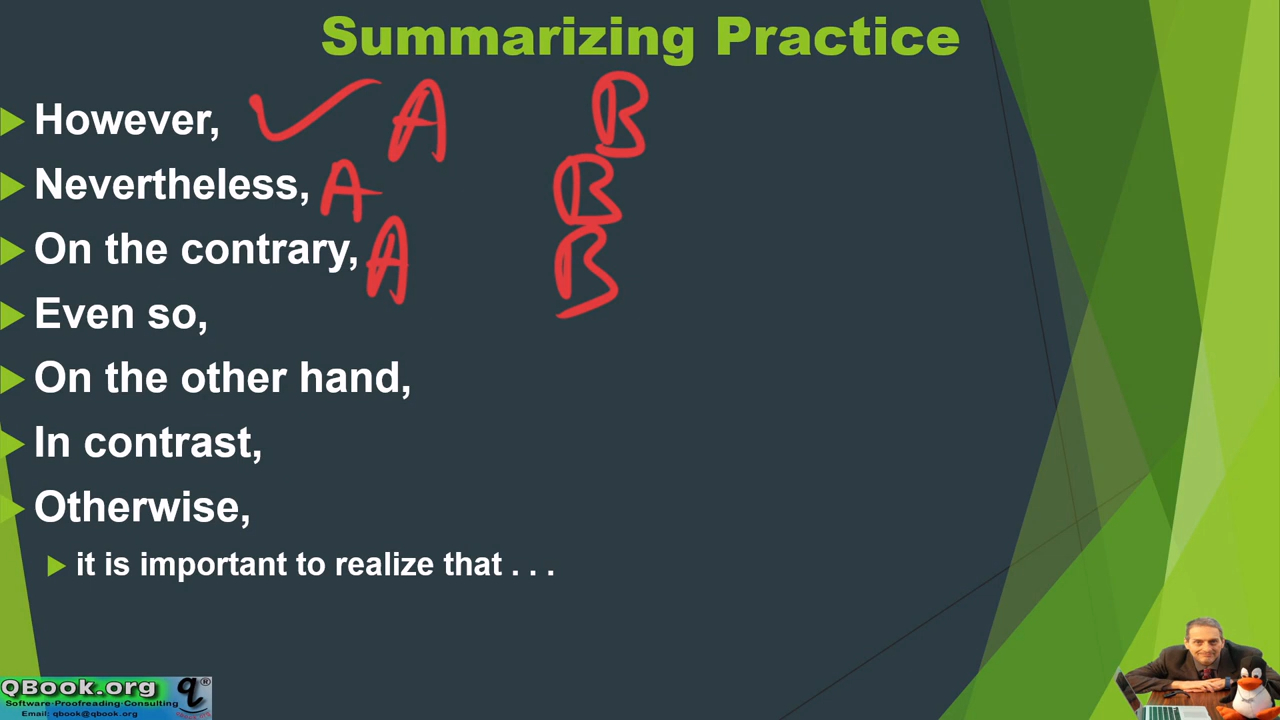 Summarizing Practice
However, ✓ A B
Nevertheless, A B
On the contrary, A B
Even so,
On the other hand,
In contrast,
Otherwise,
it is important to realize that . . .
QBook.org q®
Software·Proofreading·Consulting
Email: qbook@qbook.org